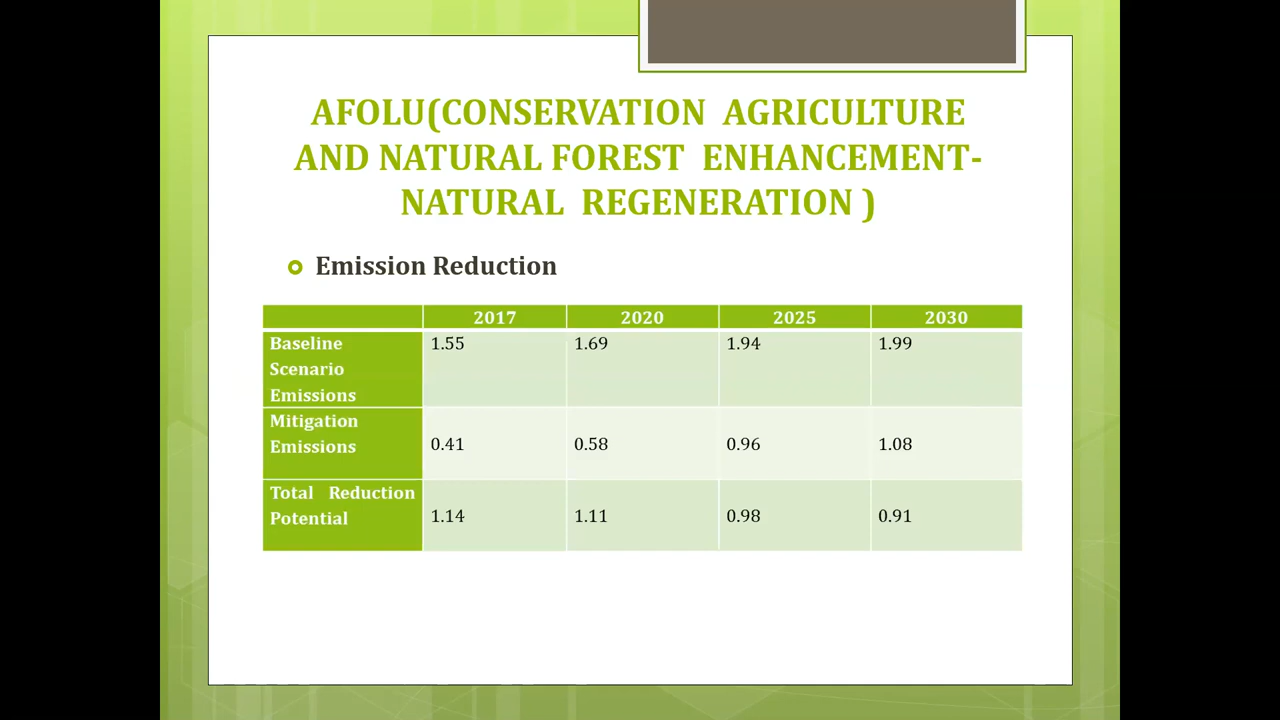 AFOLU(CONSERVATION AGRICULTURE
AND NATURAL FOREST ENHANCEMENT-
NATURAL REGENERATION )
Emission Reduction
2017 2020 2025 2030
Baseline Scenario Emissions 1.55 1.69 1.94 1.99
Mitigation Emissions 0.41 0.58 0.96 1.08
Total Reduction Potential 1.14 1.11 0.98 0.91